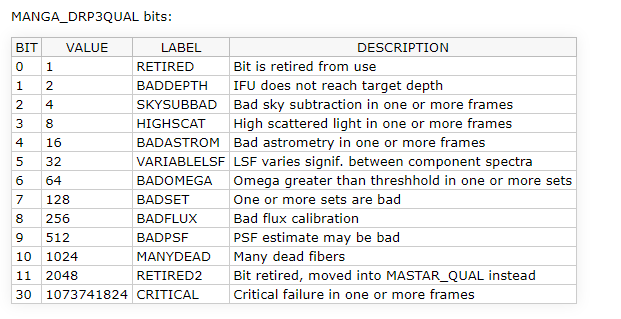 MANGA_DRP3QUAL bits:
BIT VALUE LABEL DESCRIPTION
0 1 RETIRED Bit is retired from use
1 2 BADDEPTH IFU does not reach target depth
2 4 SKYSUBBAD Bad sky subtraction in one or more frames
3 8 HIGHSCAT High scattered light in one or more frames
4 16 BADASTROM Bad astrometry in one or more frames
5 32 VARIABLELSF LSF varies signif. between component spectra
6 64 BADOMEGA Omega greater than threshhold in one or more sets
7 128 BADSET One or more sets are bad
8 256 BADFLUX Bad flux calibration
9 512 BADPSF PSF estimate may be bad
10 1024 MANYDEAD Many dead fibers
11 2048 RETIRED2 Bit retired, moved into MASTAR_QUAL instead
30 1073741824 CRITICAL Critical failure in one or more frames